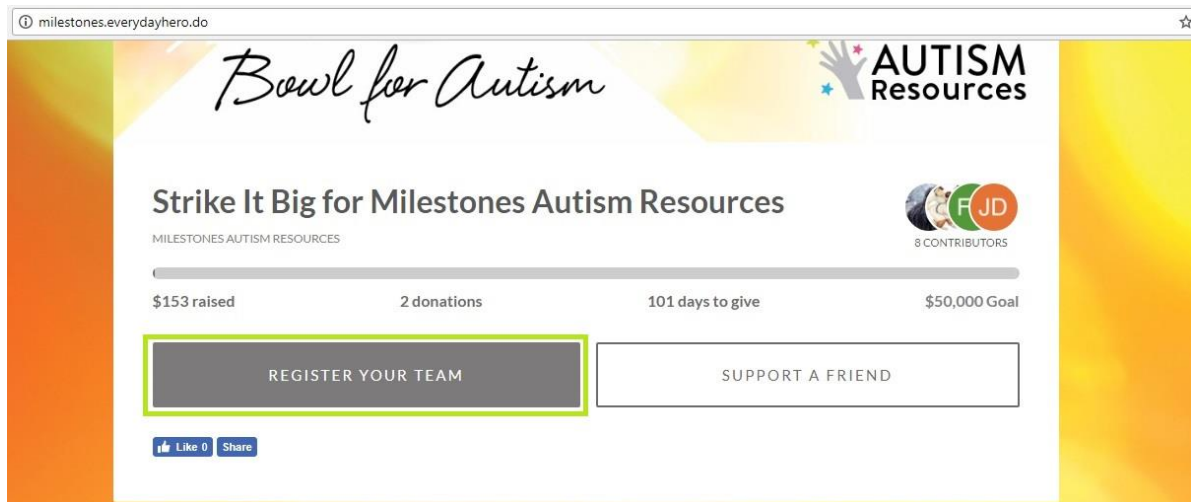 milestones.everydayhero.do
Bowl for Autism
AUTISM
Resources
Strike It Big for Milestones Autism Resources
MILESTONES AUTISM RESOURCES
F JD
8 CONTRIBUTORS
$153 raised 2 donations 101 days to give $50,000 Goal
REGISTER YOUR TEAM SUPPORT A FRIEND
Like 0 Share